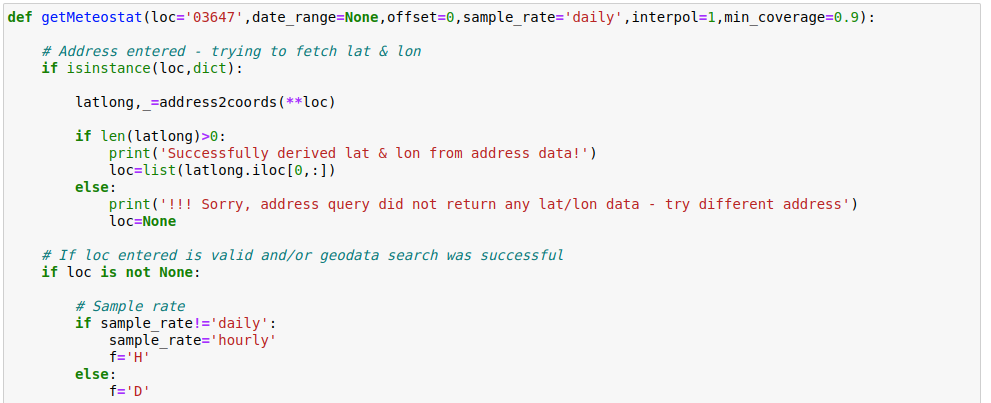 def getMeteostat(loc='03647',date_range=None,offset=0,sample_rate='daily',interpol=1,min_coverage=0.9):
    # Address entered - trying to fetch lat & lon
    if isinstance(loc,dict):
        latlong,_=address2coords(**loc)
        if len(latlong)>0:
            print('Successfully derived lat & lon from address data!')
            loc=list(latlong.iloc[0,:])
        else:
            print('!!! Sorry, address query did not return any lat/lon data - try different address')
            loc=None
    # If loc entered is valid and/or geodata search was successful
    if loc is not None:
        # Sample rate
        if sample_rate!='daily':
            sample_rate='hourly'
            f='H'
        else:
            f='D'